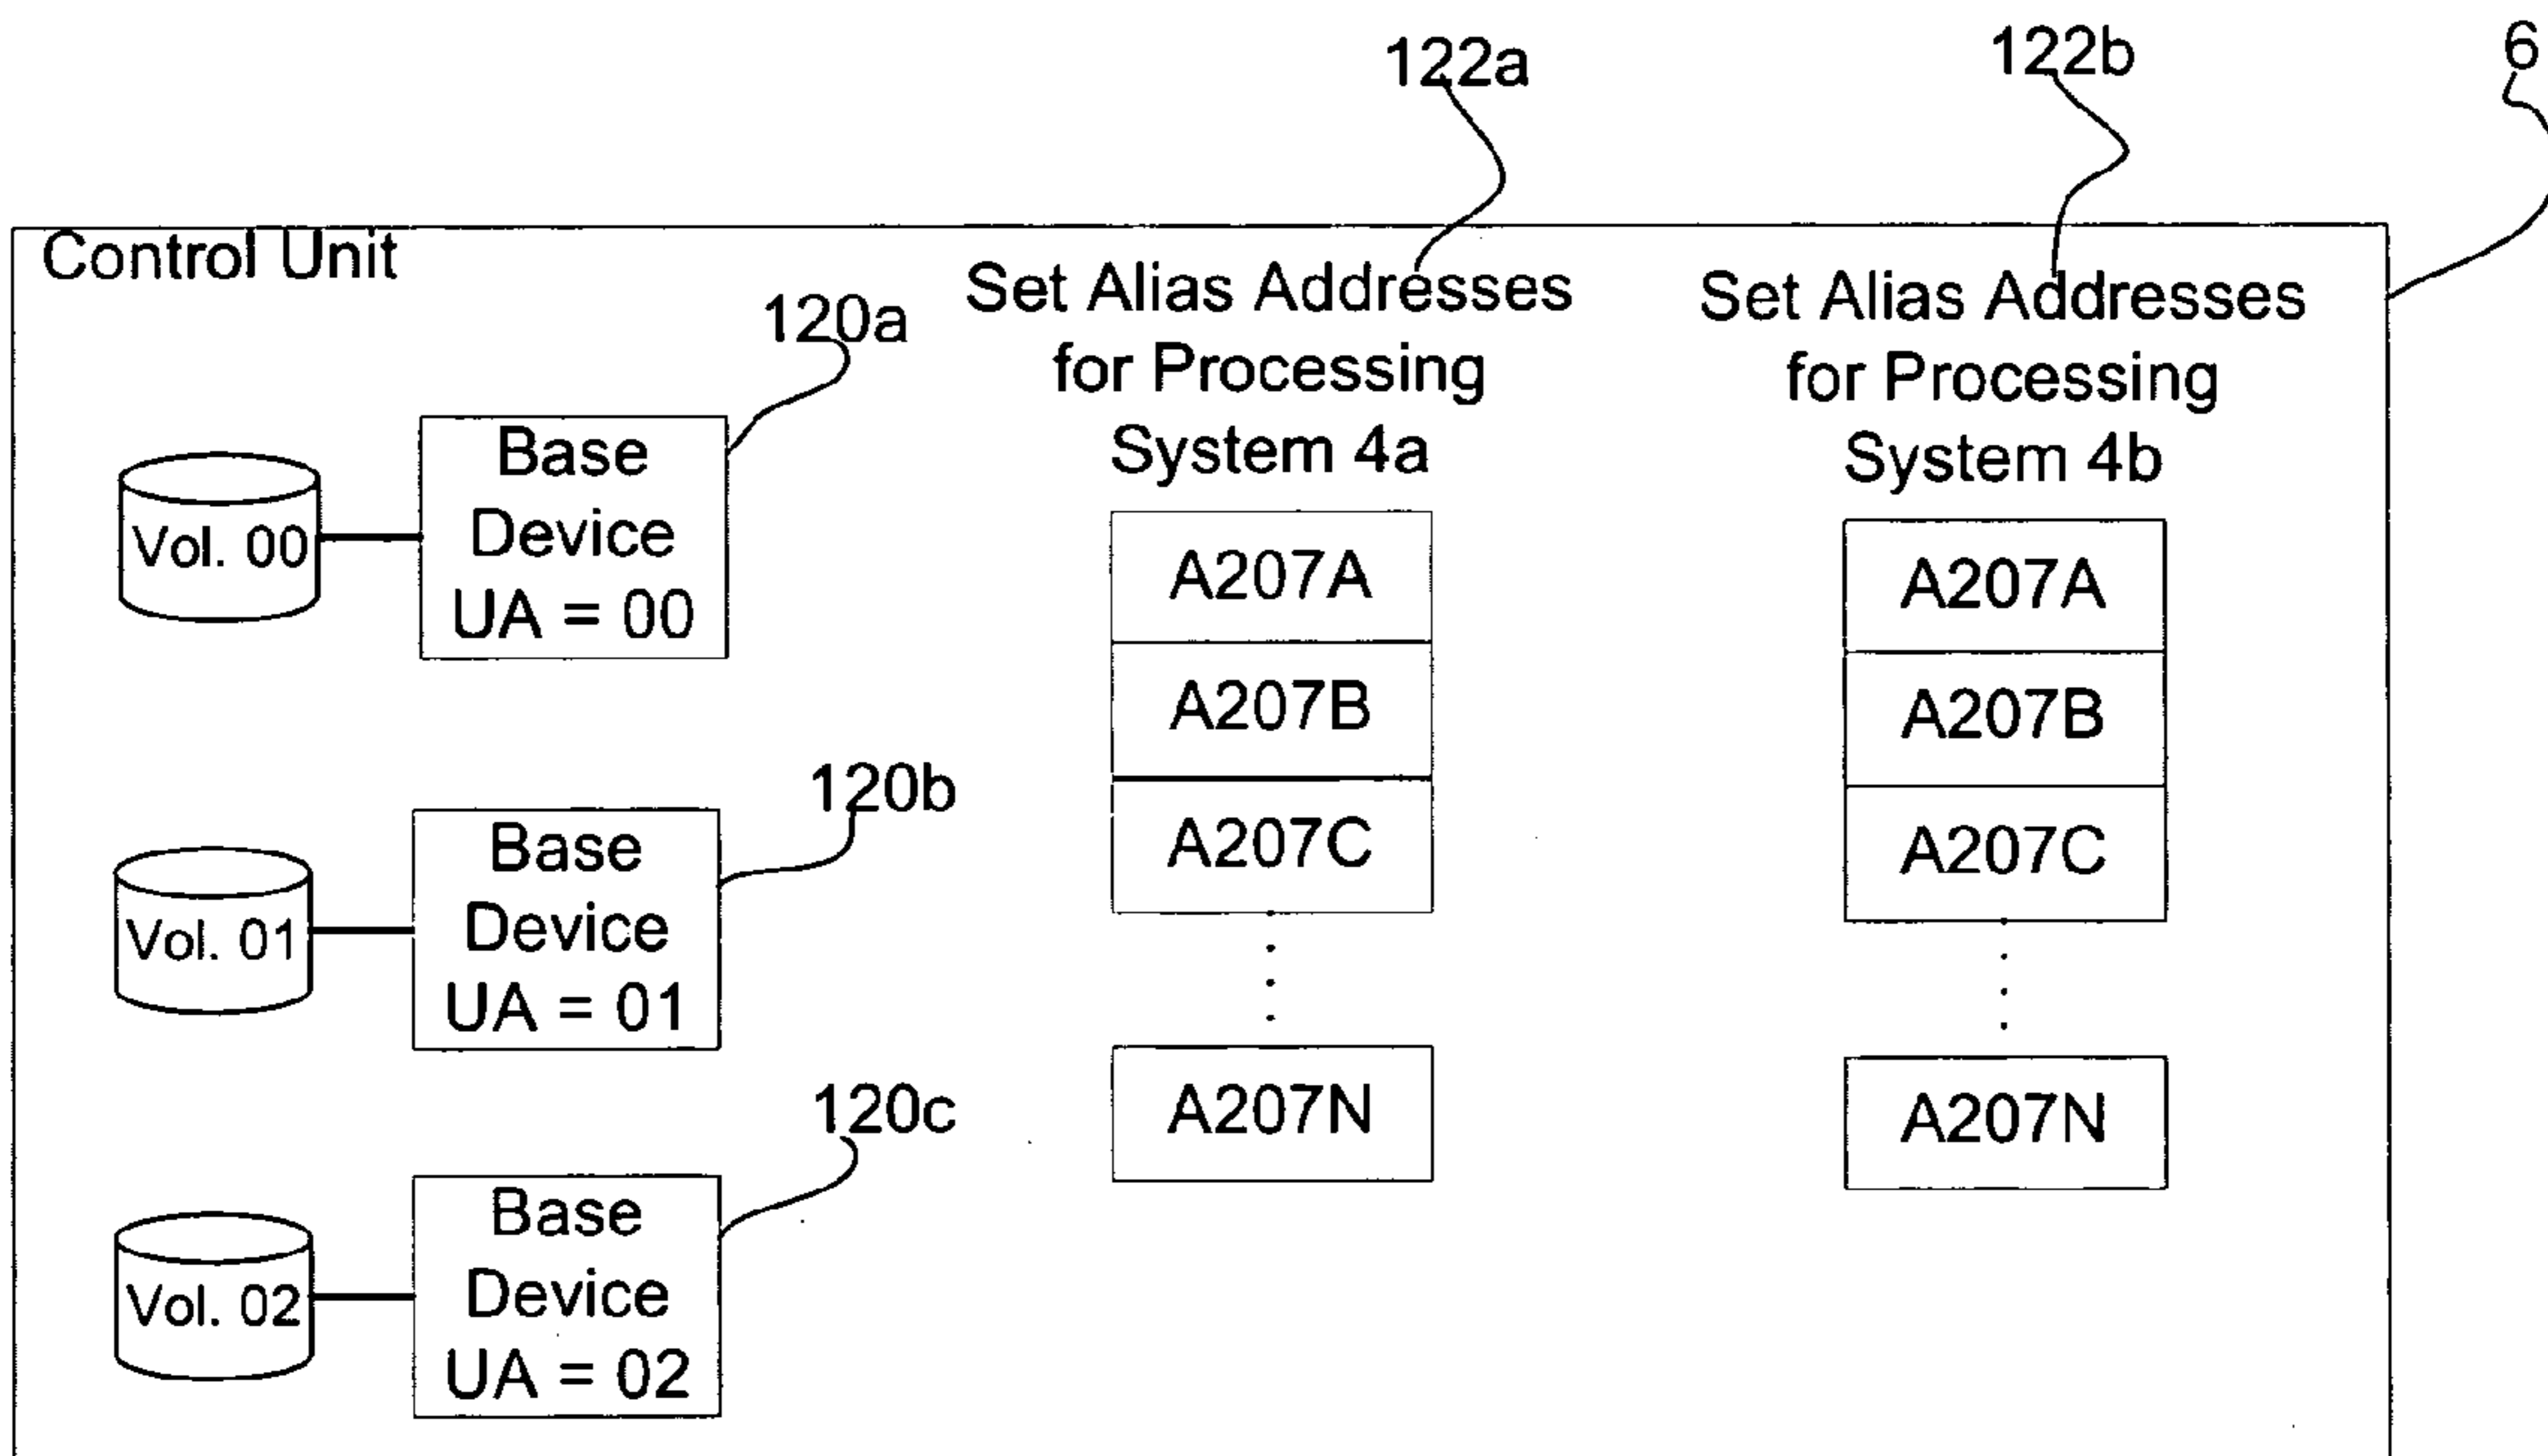 122a
122b
6
Control Unit
120a
Set Alias Addresses
for Processing
System 4a
Set Alias Addresses
for Processing
System 4b
Vol. 00
Base
Device
UA = 00
A207A
A207B
A207C
A207N
A207A
A207B
A207C
A207N
120b
Vol. 01
Base
Device
UA = 01
120c
Vol. 02
Base
Device
UA = 02